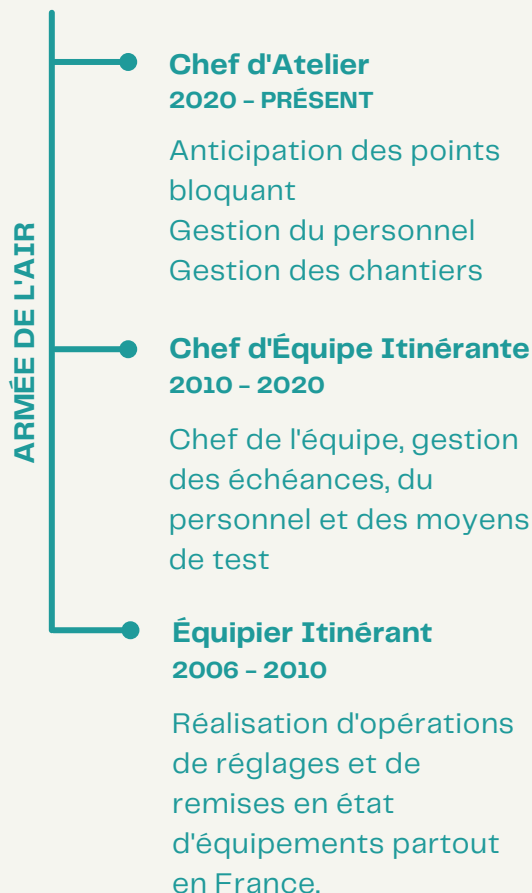 ARMÉE DE L'AIR
Chef d'Atelier
2020 – PRÉSENT
Anticipation des points
bloquant
Gestion du personnel
Gestion des chantiers
Chef d'Équipe Itinérante
2010 – 2020
Chef de l'équipe, gestion
des échéances, du
personnel et des moyens
de test
Équipier Itinérant
2006 – 2010
Réalisation d'opérations
de réglages et de
remises en état
d'équipements partout
en France.